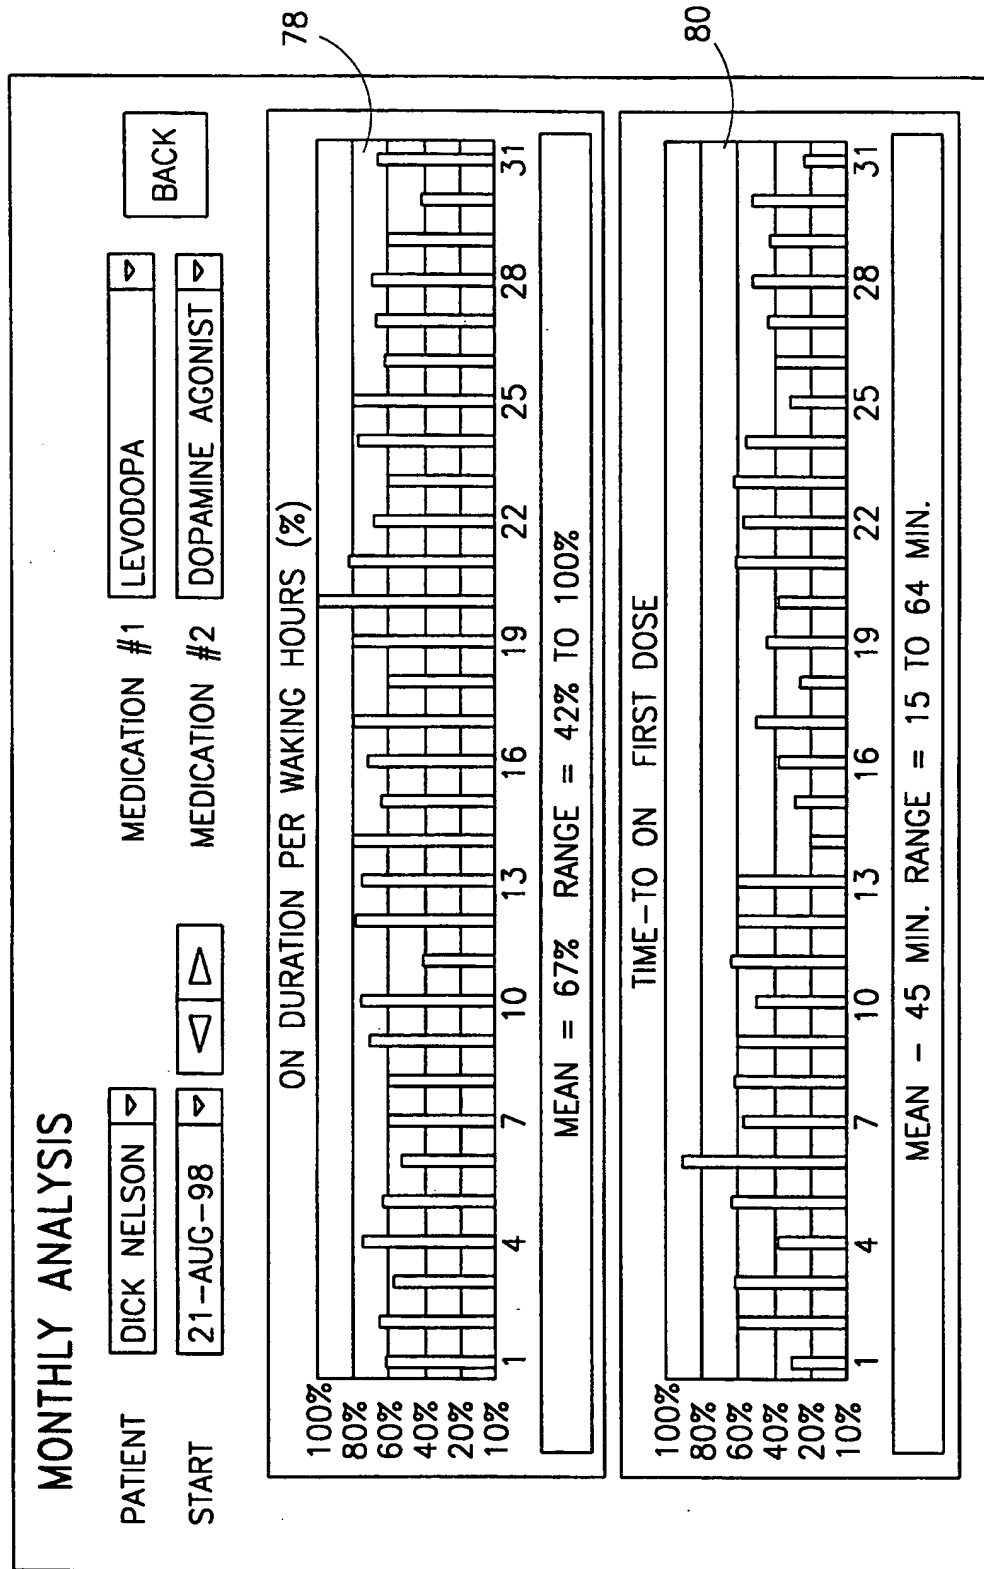 MONTHLY ANALYSIS
PATIENT DICK NELSON MEDICATION #1 LEVODOPA BACK
START 21-AUG-98 MEDICATION #2 DOPAMINE AGONIST
ON DURATION PER WAKING HOURS (%)
100%
80%
60%
40%
20%
10%
1 4 7 10 13 16 19 22 25 28 31
MEAN = 67% RANGE = 42% TO 100%
78
TIME-TO ON FIRST DOSE
100%
80%
60%
40%
20%
10%
1 4 7 10 13 16 19 22 25 28 31
MEAN - 45 MIN. RANGE = 15 TO 64 MIN.
80